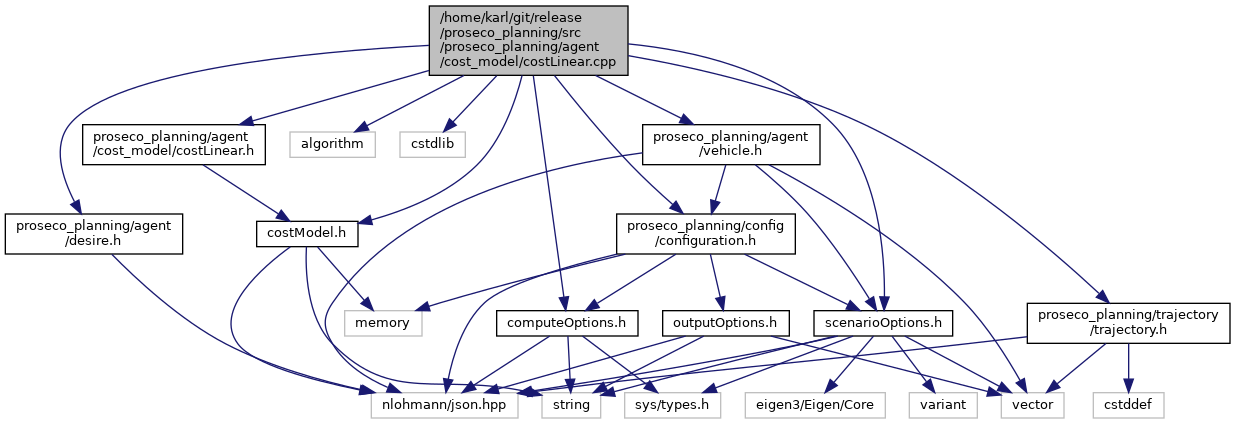 /home/karl/git/release
/proseco_planning/src
/proseco_planning/agent
/cost_model/costLinear.cpp
proseco_planning/agent
/cost_model/costLinear.h
algorithm
cstdlib
proseco_planning/agent
/vehicle.h
proseco_planning/agent
/desire.h
costModel.h
proseco_planning/config
/configuration.h
memory
computeOptions.h
outputOptions.h
scenarioOptions.h
proseco_planning/trajectory
/trajectory.h
nlohmann/json.hpp
string
sys/types.h
eigen3/Eigen/Core
variant
vector
cstddef